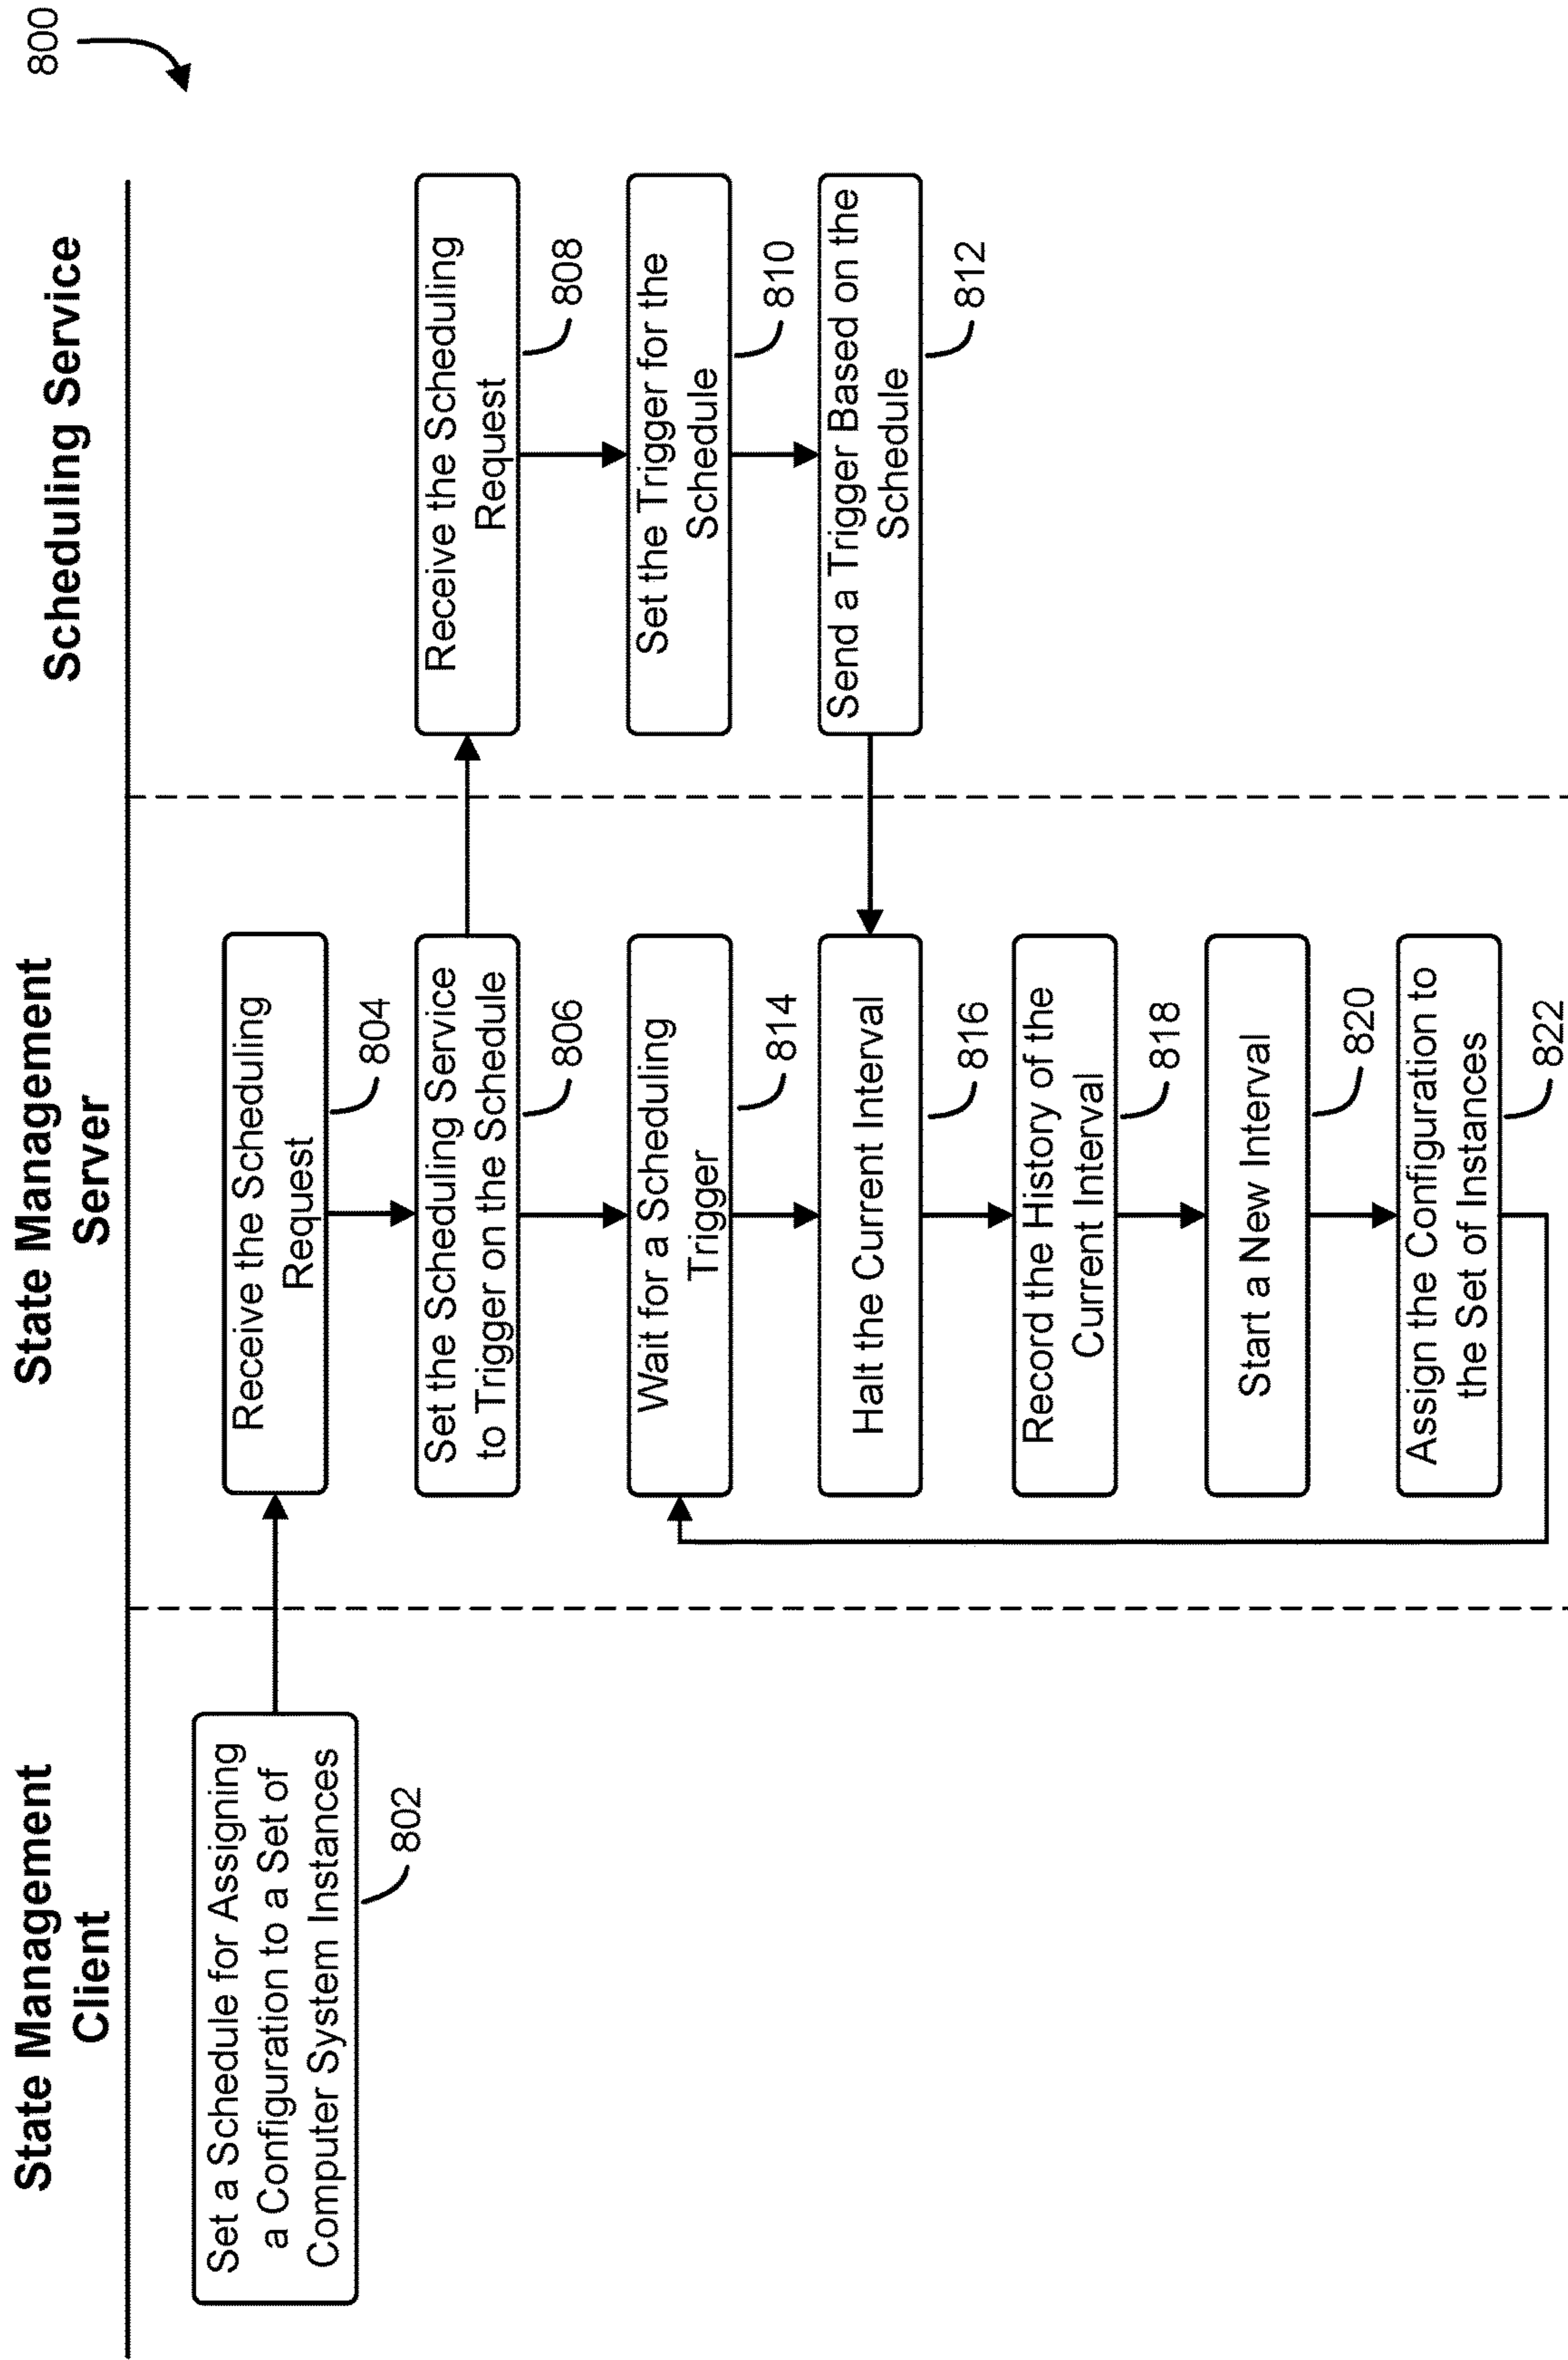 800
State Management
Client
State Management
Server
Scheduling Service
Set a Schedule for Assigning
a Configuration to a Set of
Computer System Instances
802
Receive the Scheduling
Request
804
Set the Scheduling Service
to Trigger on the Schedule
806
Receive the Scheduling
Request
808
Set the Trigger for the
Schedule
810
Send a Trigger Based on the
Schedule
812
Wait for a Scheduling
Trigger
814
Halt the Current Interval
816
Record the History of the
Current Interval
818
Start a New Interval
820
Assign the Configuration to
the Set of Instances
822